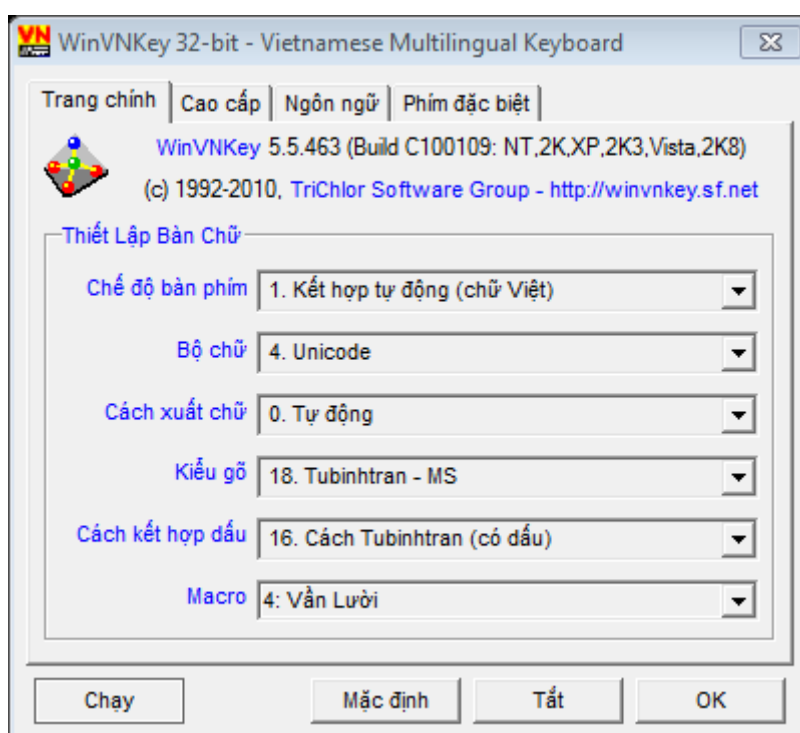 VN
WinVNKey 32-bit - Vietnamese Multilingual Keyboard
Trang chính Cao cấp Ngôn ngữ Phím đặc biệt
WinVNKey 5.5.463 (Build C100109: NT,2K,XP,2K3,Vista,2K8)
(c) 1992-2010, TriChlor Software Group - http://winvnkey.sf.net
Thiết Lập Bàn Chữ
Chế độ bàn phím 1. Kết hợp tự động (chữ Việt)
Bộ chữ 4. Unicode
Cách xuất chữ 0. Tự động
Kiểu gõ 18. Tubinhtran - MS
Cách kết hợp dấu 16. Cách Tubinhtran (có dấu)
Macro 4: Vần Lười
Chạy Mặc định Tắt OK